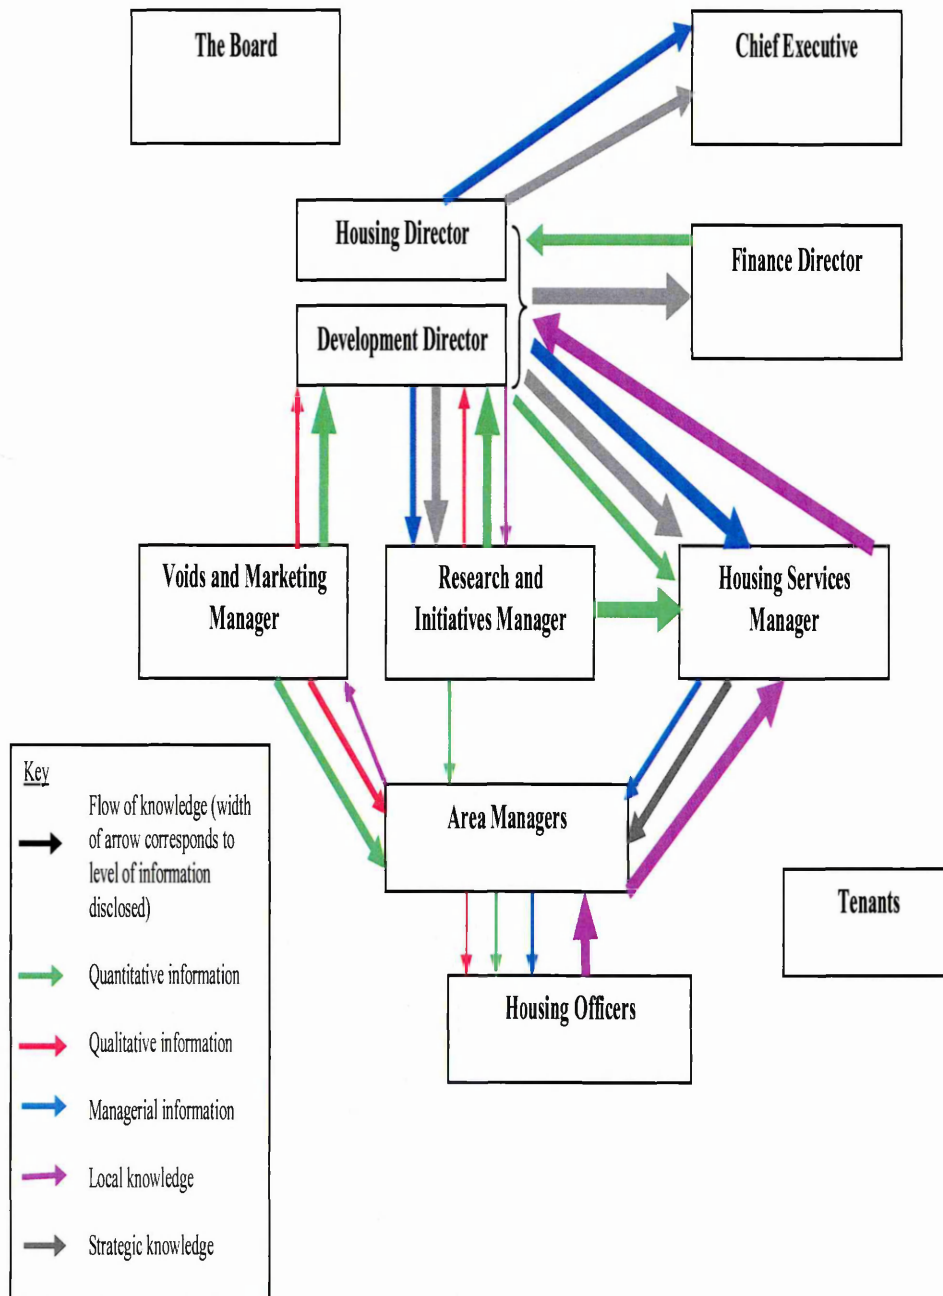 The Board
Chief Executive
Housing Director
Finance Director
Development Director
Voids and Marketing
Manager
Research and
Initiatives Manager
Housing Services
Manager
Key
Flow of knowledge (width
of arrow corresponds to
level of information
disclosed)
Quantitative information
Qualitative information
Managerial information
Local knowledge
Strategic knowledge
Area Managers
Tenants
Housing Officers